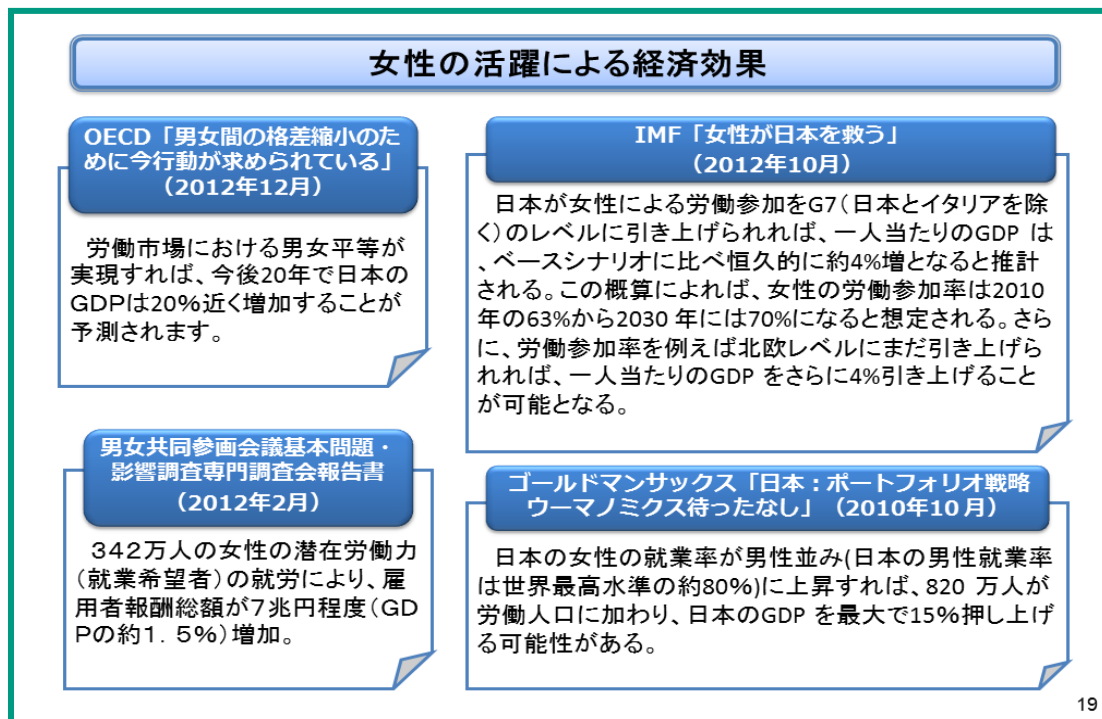 女性の活躍による経済効果
OECD「男女間の格差縮小のた
めに今行動が求められている」
（2012年12月）
労働市場における男女平等が
実現すれば、今後20年で日本の
GDPは20％近く増加することが
予測されます。
男女共同参画会議基本問題・
影響調査専門調査会報告書
（2012年2月）
３４２万人の女性の潜在労働力
（就業希望者）の就労により、雇
用者報酬総額が７兆円程度（GD
Pの約１．５％）増加。
IMF「女性が日本を救う」
（2012年10月）
日本が女性による労働参加をG7（日本とイタリアを除
く）のレベルに引き上げられれば、一人当たりのGDP は
、ベースシナリオに比べ恒久的に約4%増となると推計
される。この概算によれば、女性の労働参加率は2010
年の63%から2030 年には70%になると想定される。さら
に、労働参加率を例えば北欧レベルにまだ引き上げら
れれば、一人当たりのGDP をさらに4%引き上げること
が可能となる。
ゴールドマンサックス「日本：ポートフォリオ戦略
ウーマノミクス待ったなし」（2010年10 月）
日本の女性の就業率が男性並み(日本の男性就業率
は世界最高水準の約80%)に上昇すれば、820 万人が
労働人口に加わり、日本のGDP を最大で15%押し上げ
る可能性がある。
19